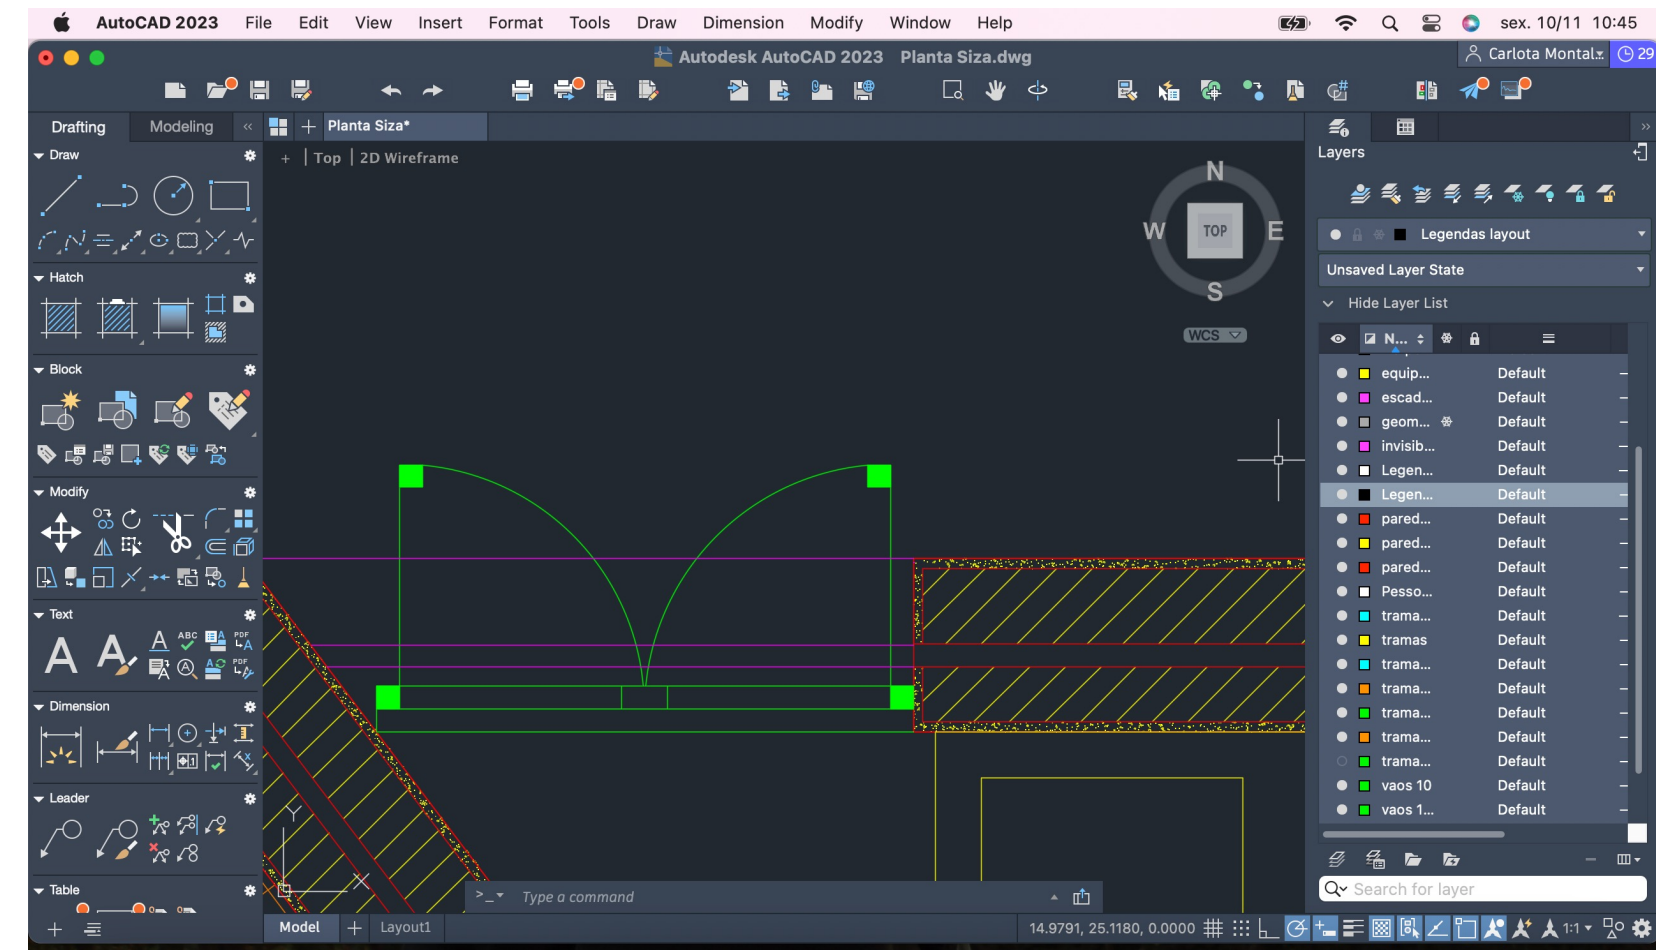 AutoCAD 2023 File Edit View Insert Format Tools Draw Dimension Modify Window Help sex. 10/11 10:45
Autodesk AutoCAD 2023 Planta Siza.dwg Carlota Montal... 29
Drafting Modeling << Planta Siza* >>
Draw
+ | Top | 2D Wireframe
Layers
N
W TOP E
S
WCS
Legendas layout
Unsaved Layer State
Hide Layer List
Hatch
N...
Block
equip... Default
escad... Default
geom... Default
invisib... Default
Legen... Default
Legen... Default
pared... Default
pared... Default
pared... Default
Pesso... Default
trama... Default
tramas Default
trama... Default
trama... Default
trama... Default
trama... Default
trama... Default
vaos 10 Default
vaos 1... Default
Modify
Text
A A A ABC A PDF
A
A A PDF
Dimension
Leader
Table
Y
X
>_ Type a command
Search for layer
Model + Layout1 14.9791, 25.1180, 0.0000 1:1